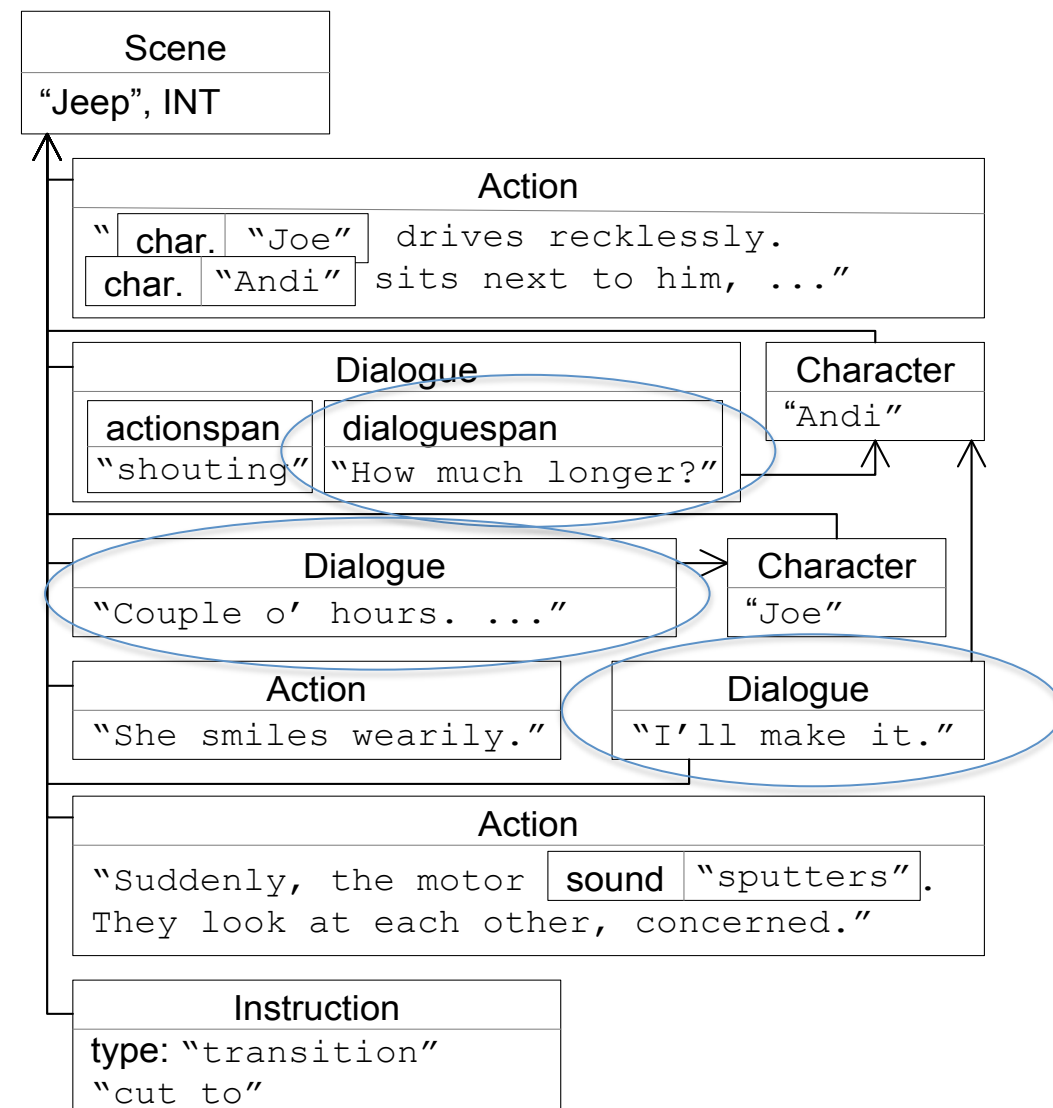 Scene
“Jeep”, INT
Action
“ char. “Joe” drives recklessly.
char. “Andi” sits next to him, ...”
Dialogue
actionspan dialoguespan
“shouting” “How much longer?”
Character
“Andi”
Dialogue
“Couple o’ hours. ...”
Character
“Joe”
Action
“She smiles wearily.”
Dialogue
“I’ll make it.”
Action
“Suddenly, the motor sound “sputters”.
They look at each other, concerned.”
Instruction
type: “transition”
“cut to”